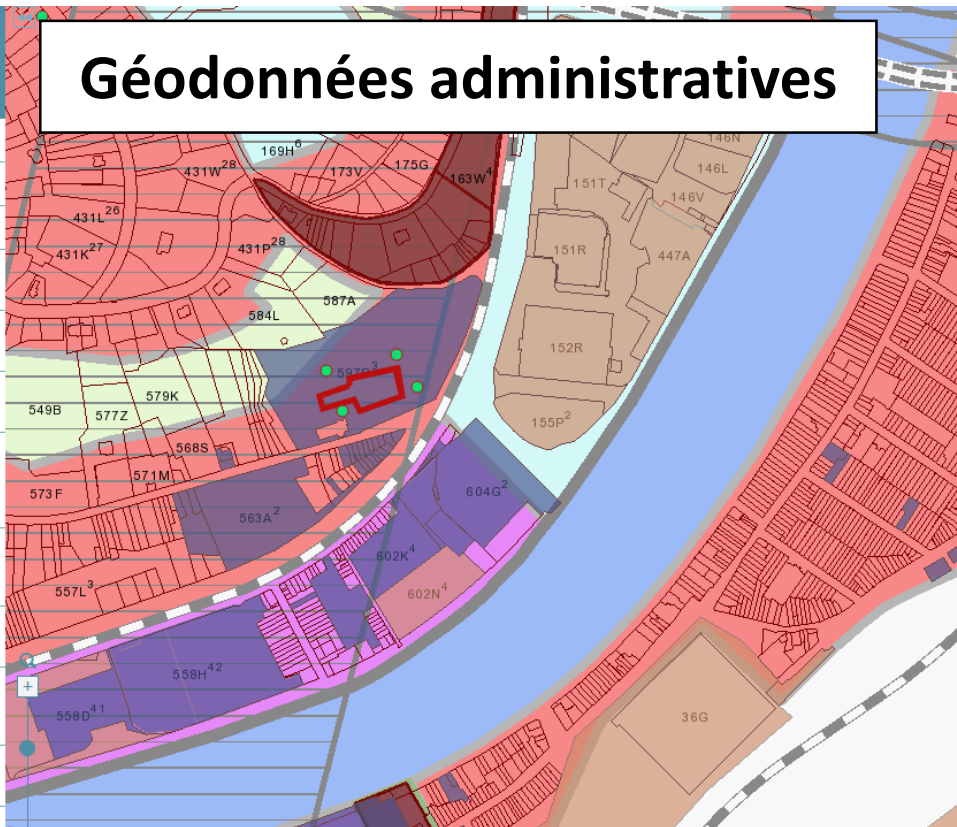 Géodonnées administratives
146N
169H⁶
431W²⁸
173V
175G
163W⁴
151T
146L
146V
431L²⁶
431K²⁷
431P²⁸
151R
447A
587A
584L
152R
597P³
549B
577Z
579K
155P²
568S
571M
573F
604G²
563A²
602K⁴
557L³
602N⁴
558H⁴²
558D⁴¹
36G
+